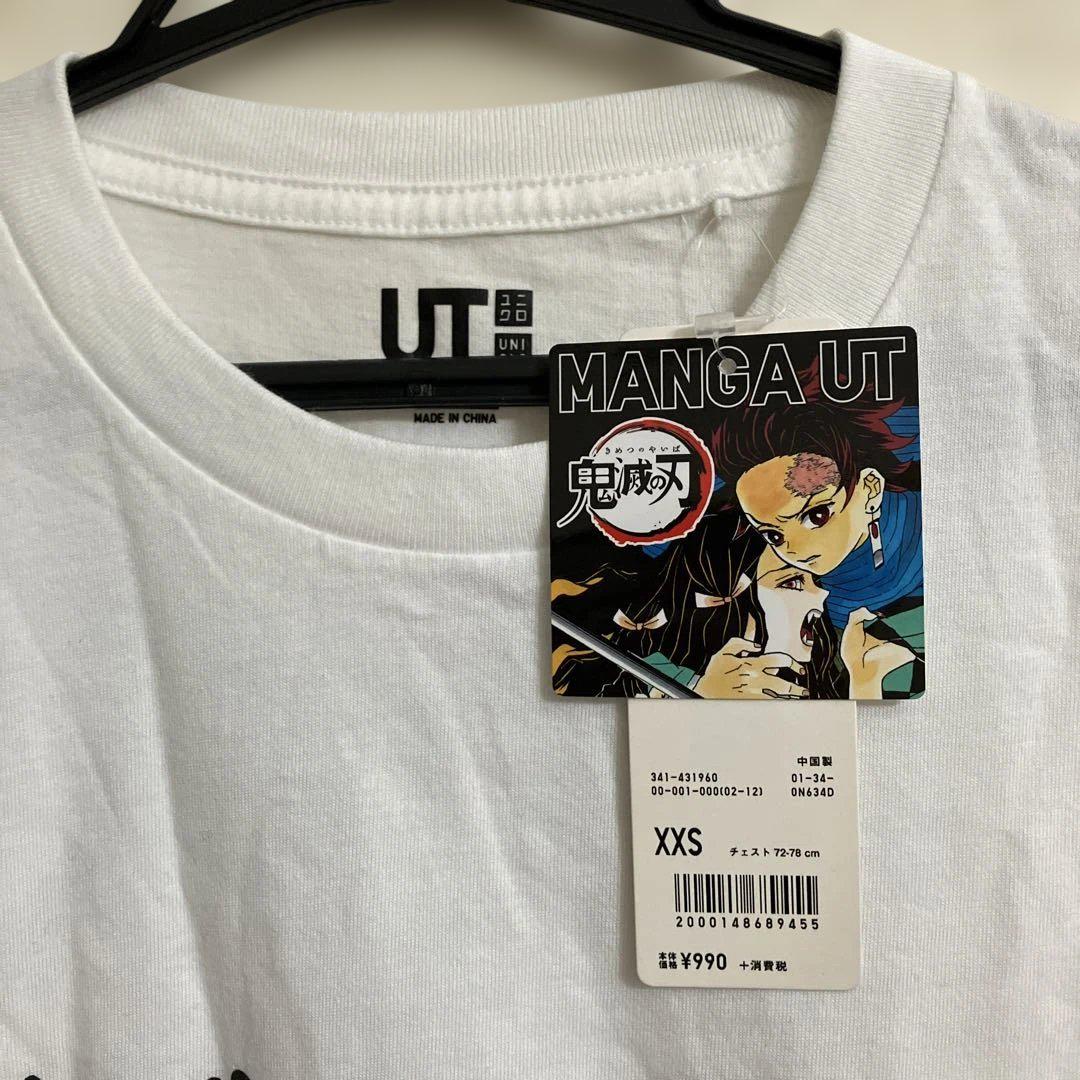 UT
ユニ
クロ
UNI
MADE IN CHINA
MANGA UT
きめつのやいば
鬼滅の刃
中国製
341-431960
01-34-
00-001-000(02-12)
0N634D
XXS チェスト 72-78 cm
2000148689455
本体
価格 ¥990 +消費税